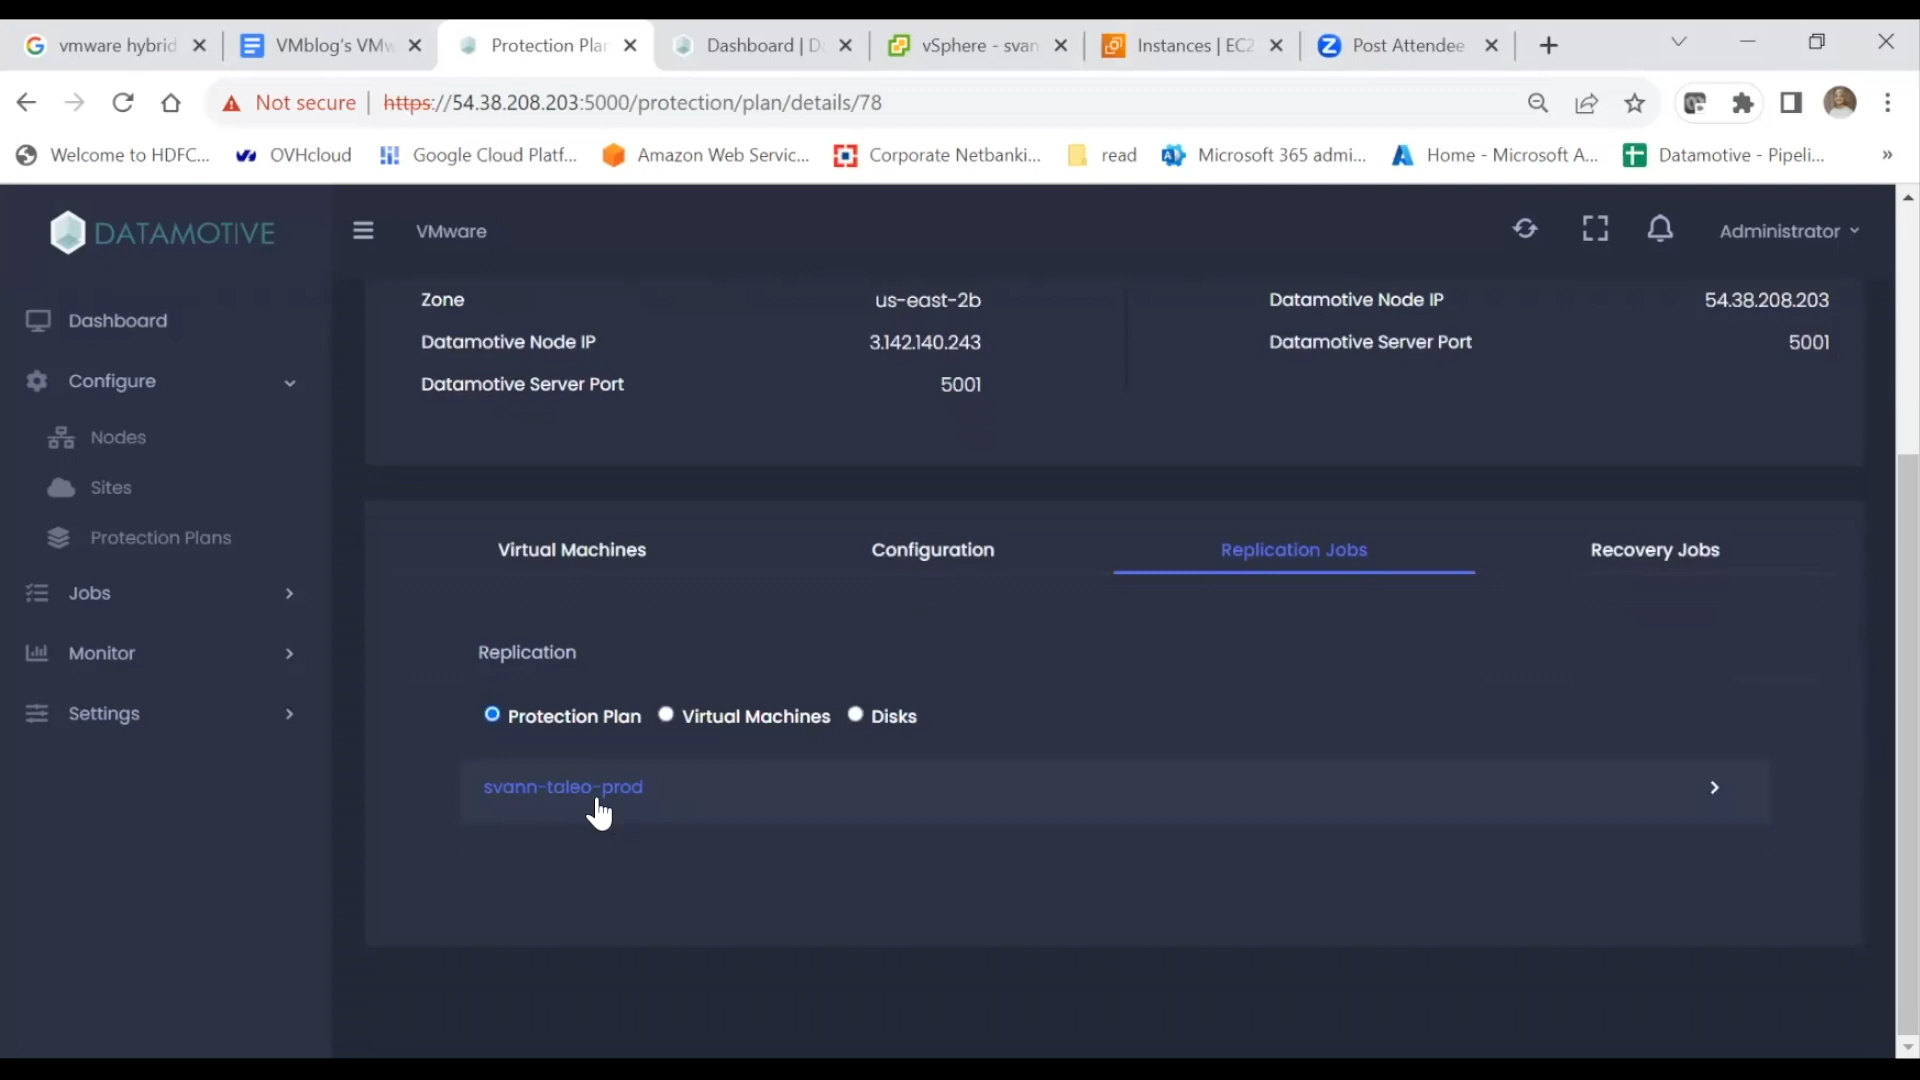 vmware hybrid
VMblog's VMw
Protection Plan
Dashboard | D
vSphere - svan
Instances | EC2
Post Attendee
Not secure
https://54.38.208.203:5000/protection/plan/details/78
Welcome to HDFC...
OVHcloud
Google Cloud Platf...
Amazon Web Servic...
Corporate Netbanki...
read
Microsoft 365 admi...
Home - Microsoft A...
Datamotive - Pipeli...
»
DATAMOTIVE
VMware
Administrator
Dashboard
Configure
Nodes
Sites
Protection Plans
Jobs
Monitor
Settings
Zone
us-east-2b
Datamotive Node IP
3.142.140.243
Datamotive Server Port
5001
Datamotive Node IP
54.38.208.203
Datamotive Server Port
5001
Virtual Machines
Configuration
Replication Jobs
Recovery Jobs
Replication
Protection Plan
Virtual Machines
Disks
svann-taleo-prod